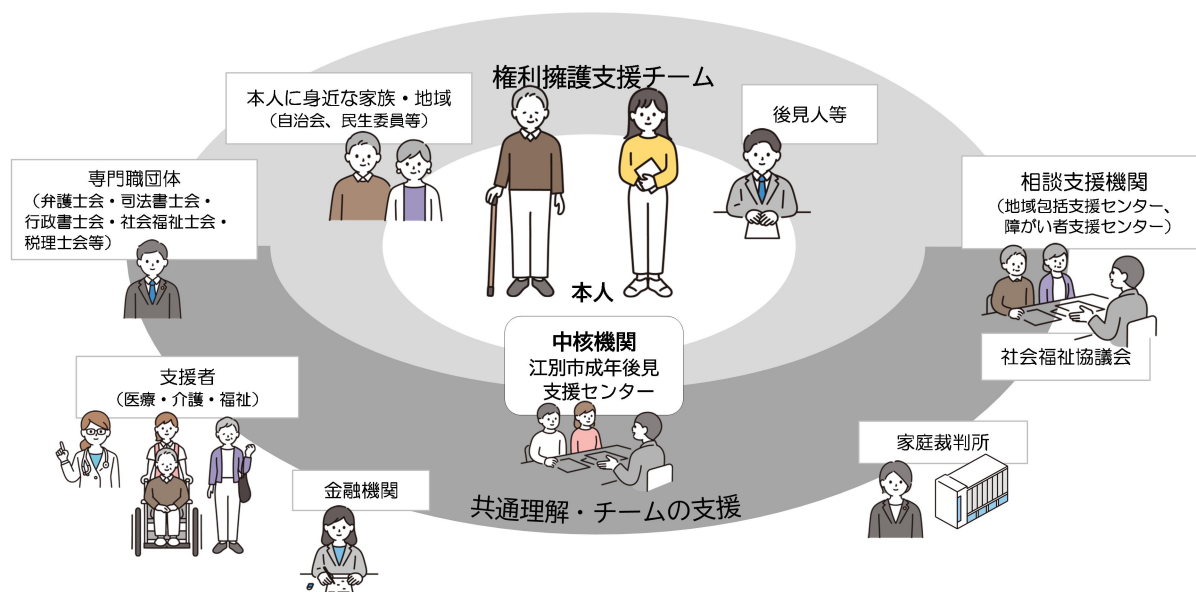 権利擁護支援チーム
本人に身近な家族・地域
（自治会、民生委員等）
後見人等
専門職団体
（弁護士会・司法書士会・
行政書士会・社会福祉士会・
税理士会等）
相談支援機関
（地域包括支援センター、
障がい者支援センター）
本人
中核機関
江別市成年後見
支援センター
社会福祉協議会
支援者
（医療・介護・福祉）
家庭裁判所
金融機関
共通理解・チームの支援